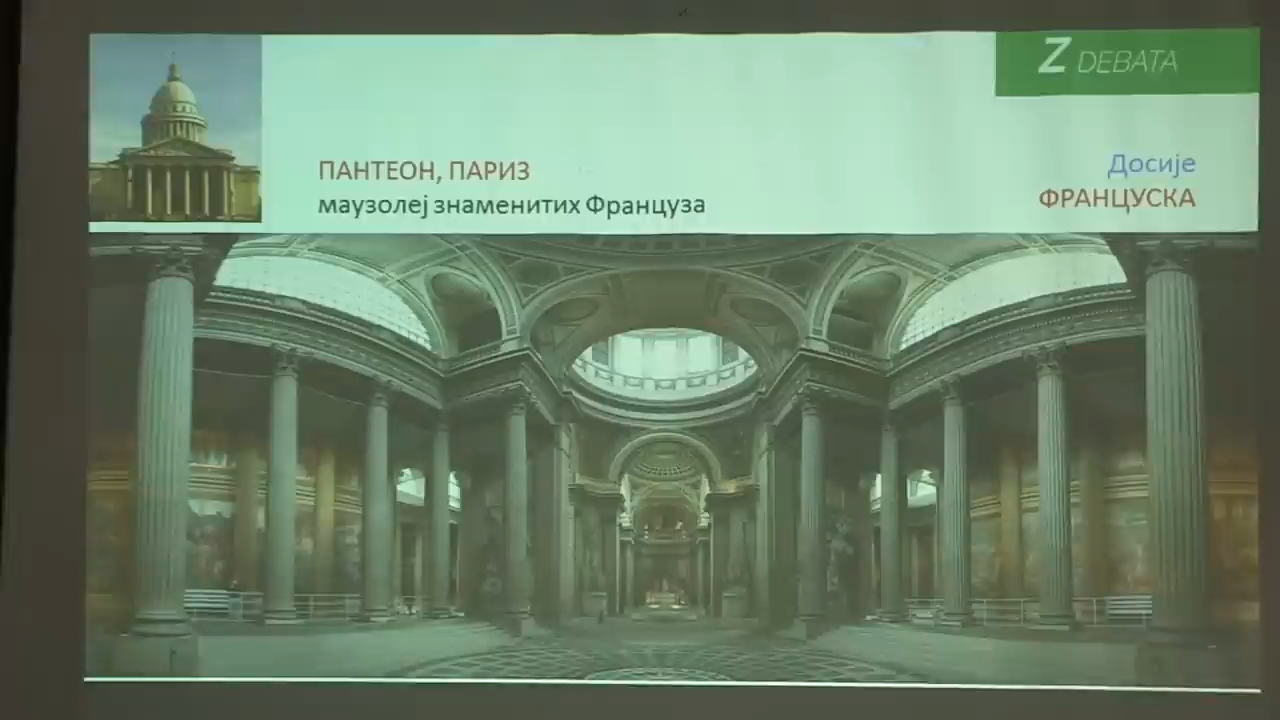 Z DEBATA
ПАНТЕОН, ПАРИЗ
маузолеј знаменитих Француза
Досије
ФРАНЦУСКА